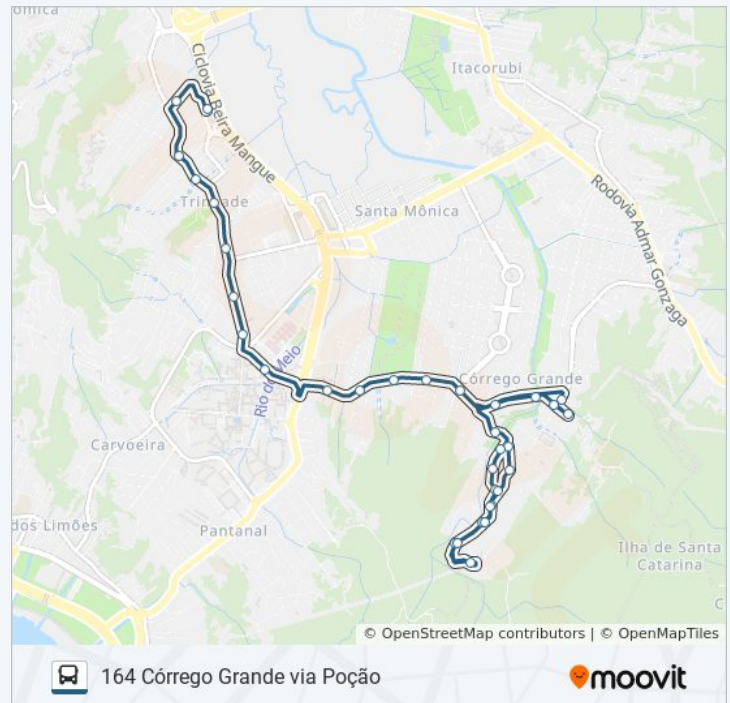 ômica
Ciclovia Beira Mangue
Itacorubi
Trindade
Santa Mônica
Rodovia Admar Gonzaga
Rio do Meio
Córrego Grande
Carvoeira
dos Limões
Pantanal
Ilha de Santa
Catarina
C
© OpenStreetMap contributors | © OpenMapTiles
164 Córrego Grande via Poção
moovit